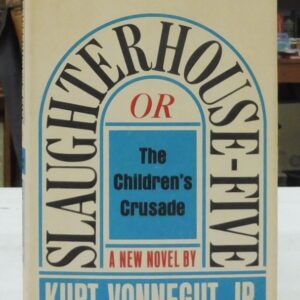 SLAUGHTERHOUSE-FIVE
OR
The
Children's
Crusade
A NEW NOVEL BY
KURT VONNEGUT, JR.